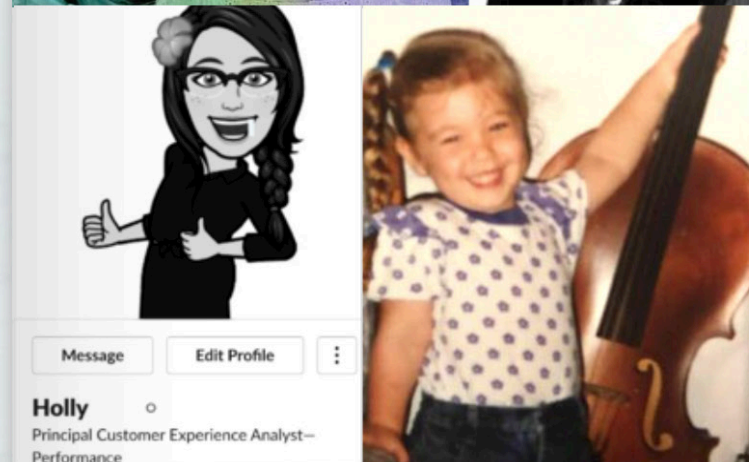 Message
Edit Profile
Holly
Principal Customer Experience Analyst—
Performance